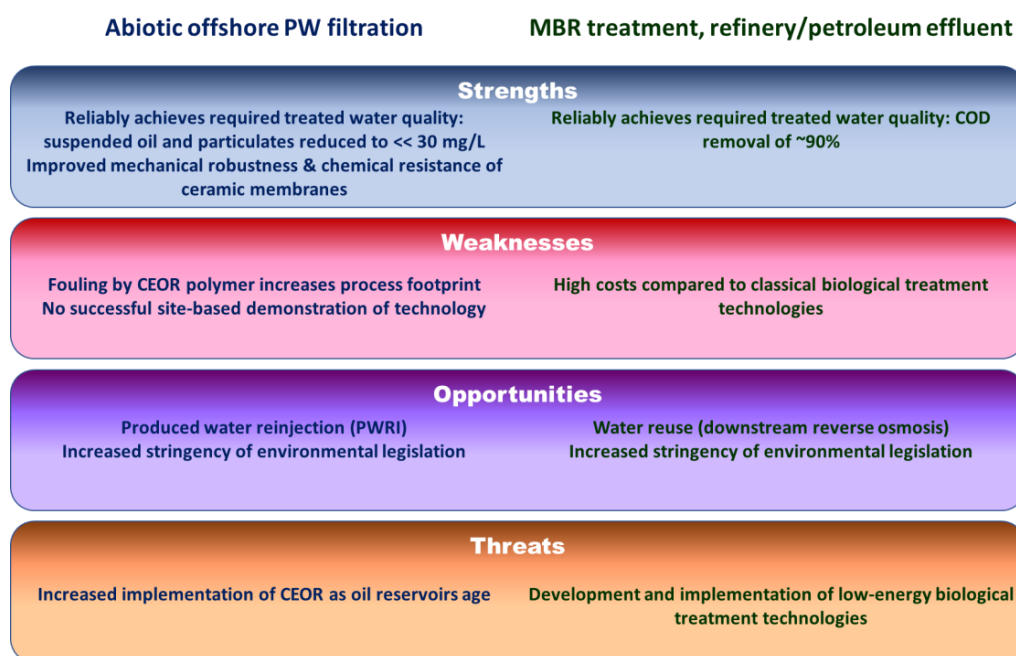 Abiotic offshore PW filtration
MBR treatment, refinery/petroleum effluent
Strengths
Reliably achieves required treated water quality:
suspended oil and particulates reduced to << 30 mg/L
Improved mechanical robustness & chemical resistance of
ceramic membranes
Reliably achieves required treated water quality: COD
removal of ~90%
Weaknesses
Fouling by CEOR polymer increases process footprint
No successful site-based demonstration of technology
High costs compared to classical biological treatment
technologies
Opportunities
Produced water reinjection (PWRI)
Increased stringency of environmental legislation
Water reuse (downstream reverse osmosis)
Increased stringency of environmental legislation
Threats
Increased implementation of CEOR as oil reservoirs age
Development and implementation of low-energy biological
treatment technologies